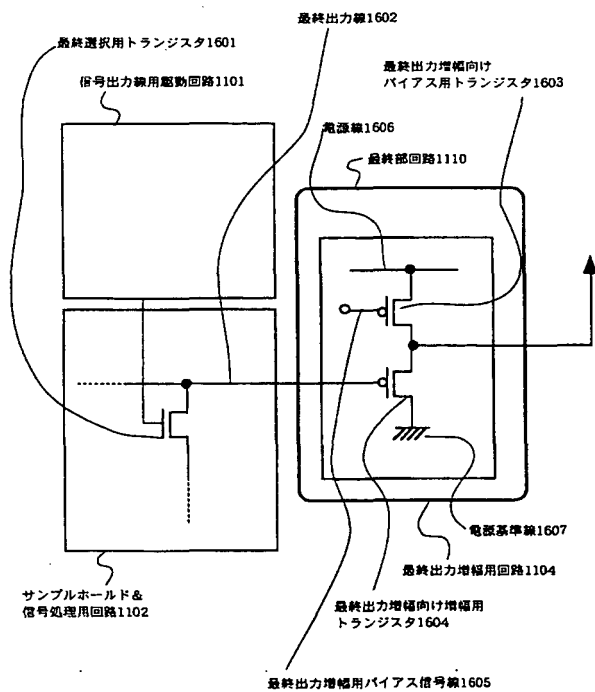 最終出力線1602
最終選択用トランジスタ1601
信号出力線用駆動回路1101
最終出力増幅向け
バイアス用トランジスタ1603
電源線1606
最終部回路1110
電源基準線1607
最終出力増幅用回路1104
サンプルホールド&
信号処理用回路1102
最終出力増幅向け増幅用
トランジスタ1604
最終出力増幅用バイアス信号線1605